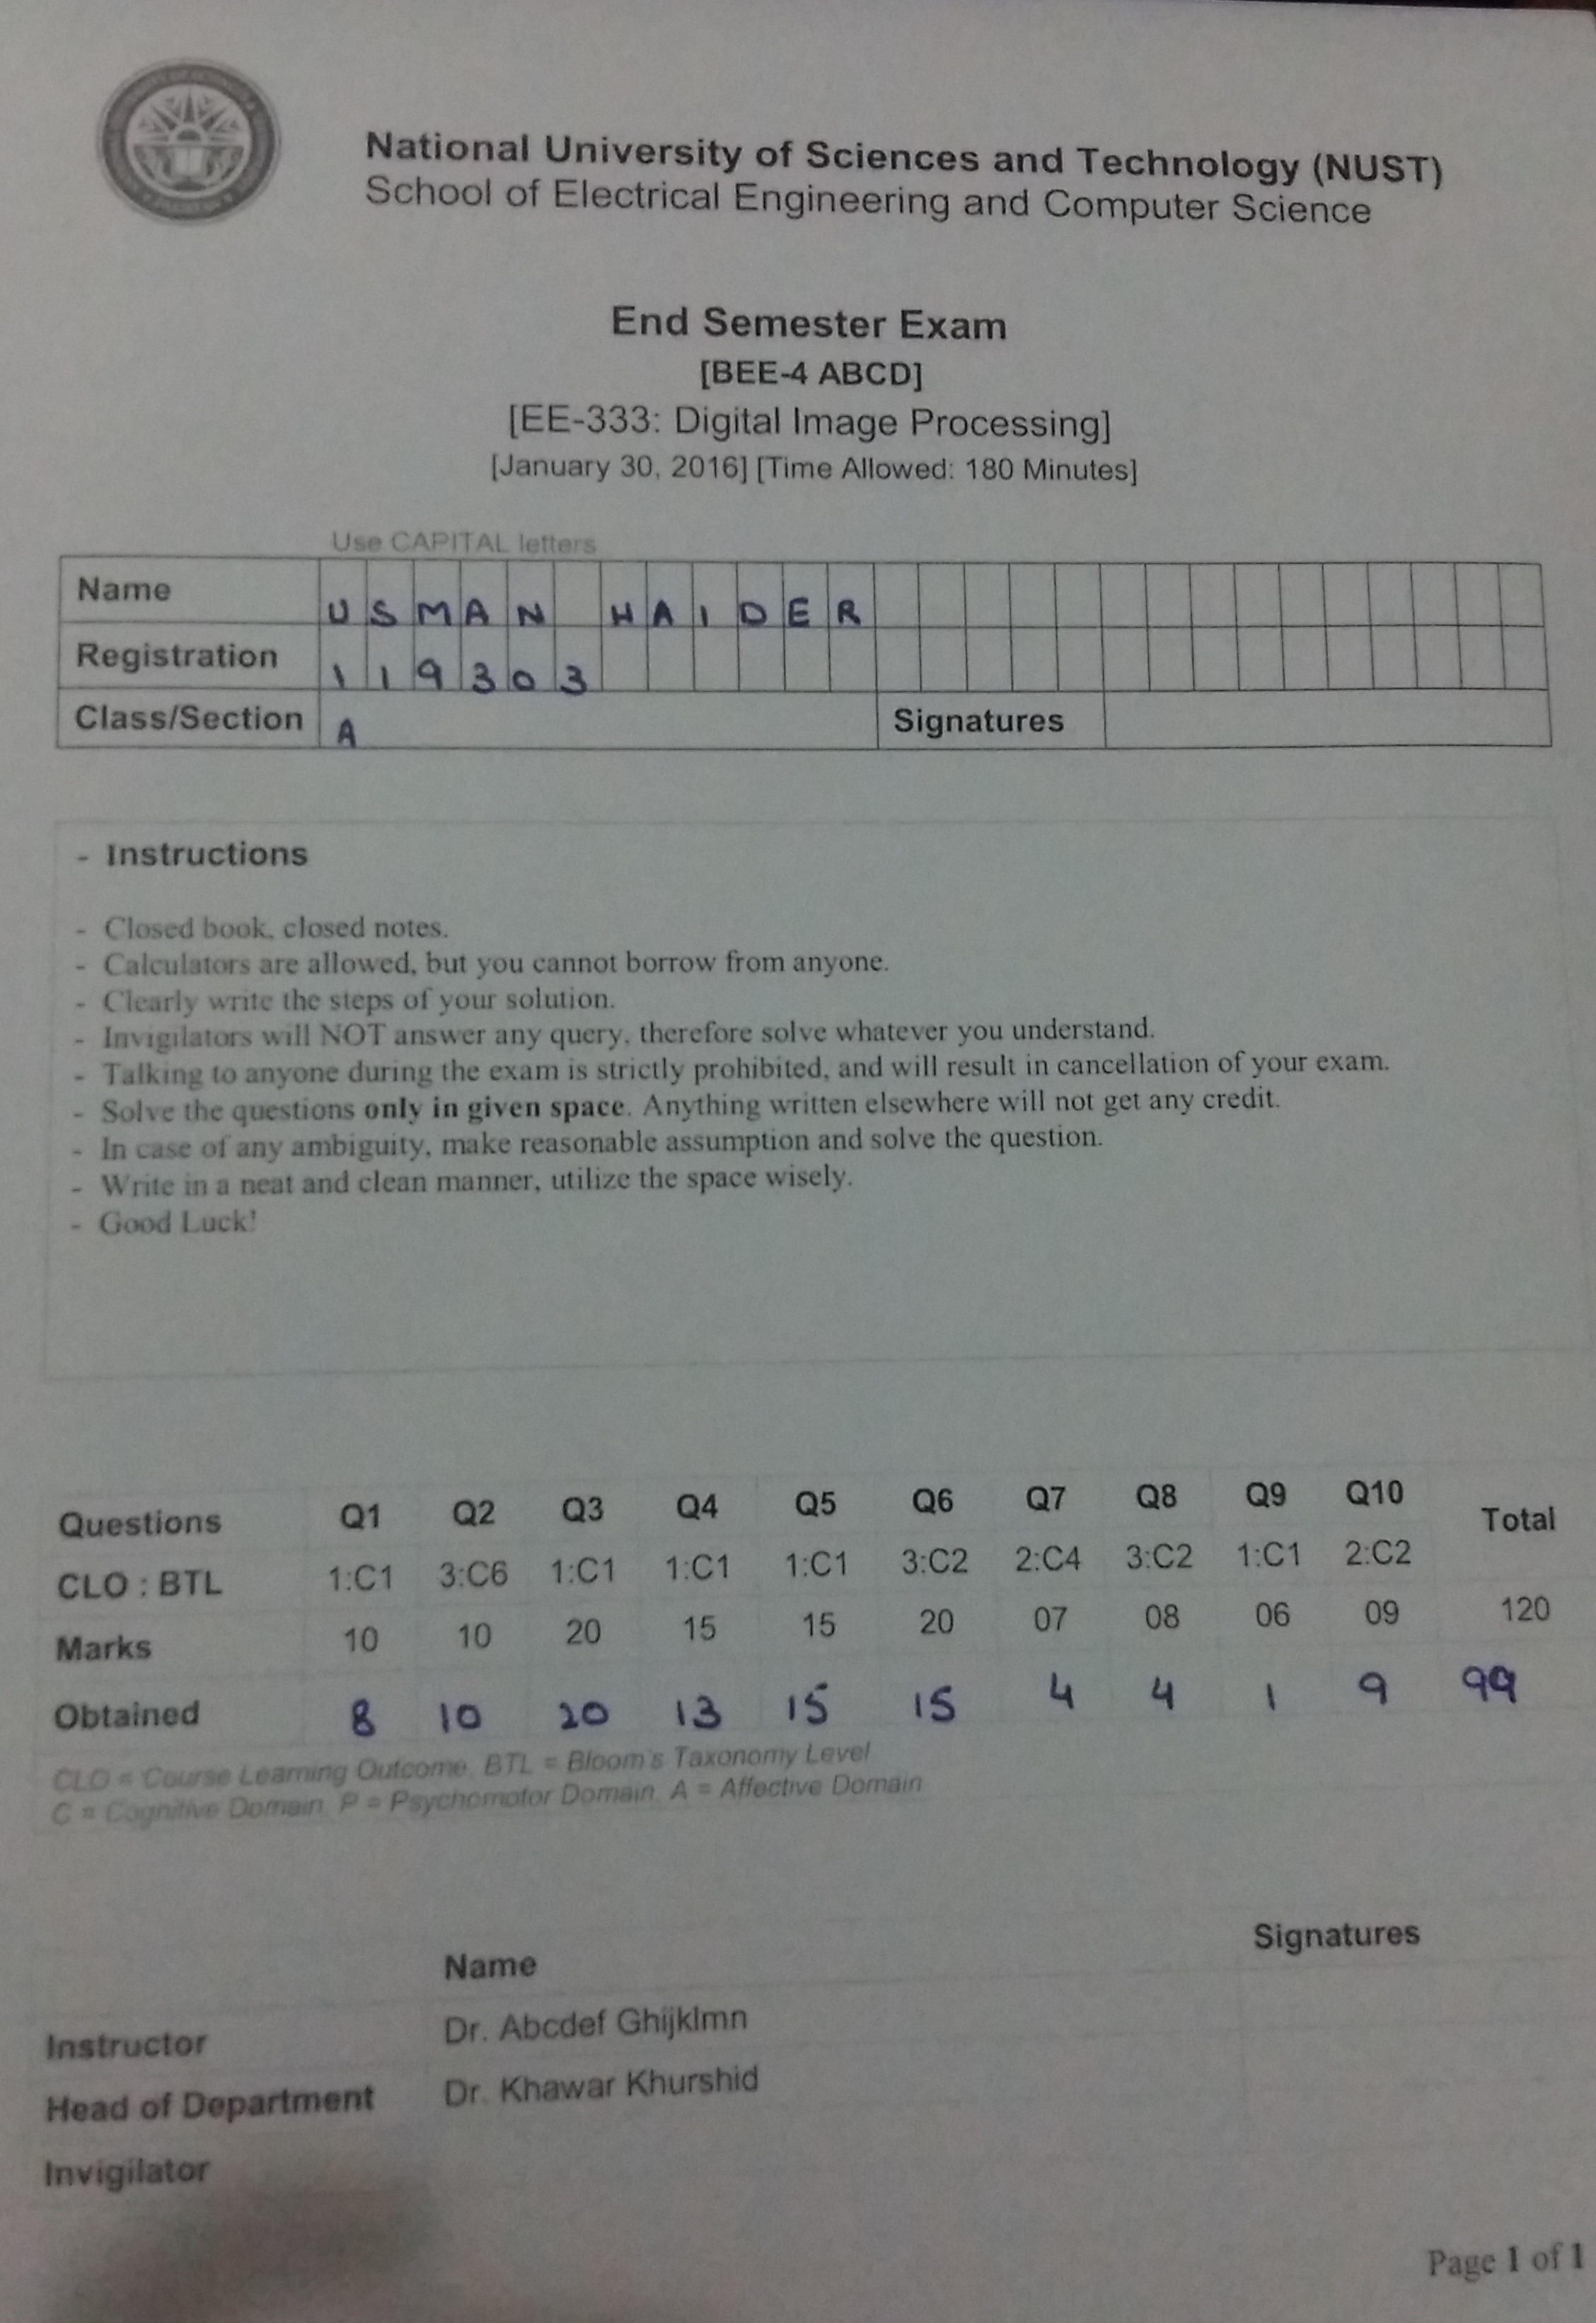 National University of Sciences and Technology (NUST)
School of Electrical Engineering and Computer Science
End Semester Exam
[BEE-4 ABCD]
[EE-333: Digital Image Processing]
[January 30, 2016] [Time Allowed: 180 Minutes]
Use CAPITAL letters
Name USMAN HAIDER
Registration 119303
Class/Section A Signatures
- Instructions
- Closed book, closed notes.
- Calculators are allowed, but you cannot borrow from anyone.
- Clearly write the steps of your solution.
- Invigilators will NOT answer any query, therefore solve whatever you understand.
- Talking to anyone during the exam is strictly prohibited, and will result in cancellation of your exam.
- Solve the questions only in given space. Anything written elsewhere will not get any credit.
- In case of any ambiguity, make reasonable assumption and solve the question.
- Write in a neat and clean manner, utilize the space wisely.
- Good Luck!
Questions Q1 Q2 Q3 Q4 Q5 Q6 Q7 Q8 Q9 Q10 Total
CLO : BTL 1:C1 3:C6 1:C1 1:C1 1:C1 3:C2 2:C4 3:C2 1:C1 2:C2
Marks 10 10 20 15 15 20 07 08 06 09 120
Obtained 8 10 20 13 15 15 4 4 1 9 99
CLO = Course Learning Outcome, BTL = Bloom's Taxonomy Level
C = Cognitive Domain, P = Psychomotor Domain, A = Affective Domain
Name Signatures
Instructor Dr. Abcdef Ghijklmn
Head of Department Dr. Khawar Khurshid
Invigilator
Page 1 of 1